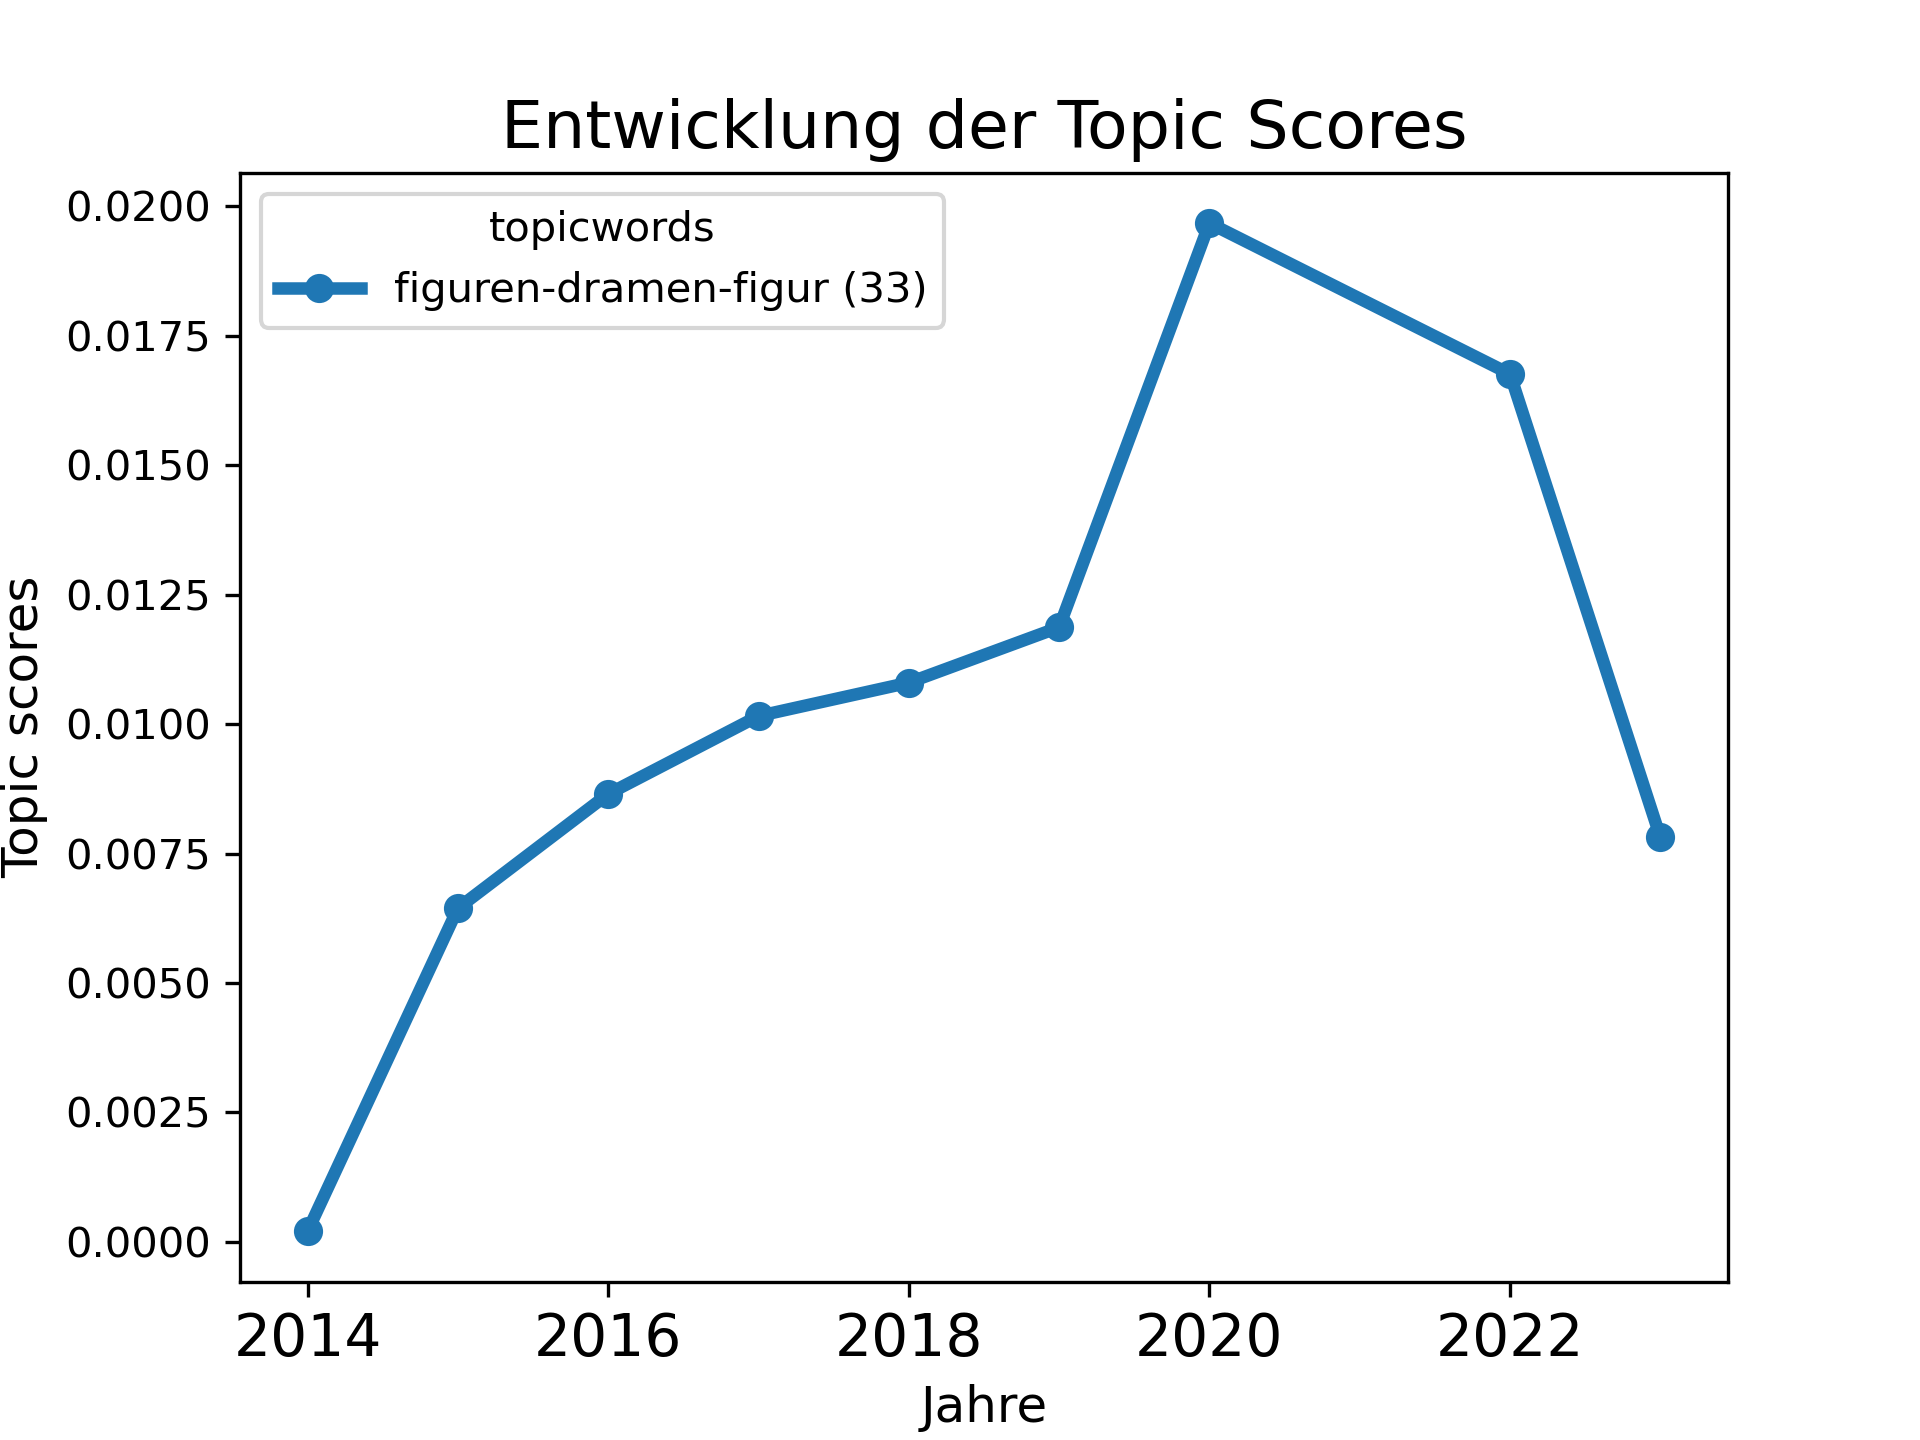 Entwicklung der Topic Scores
topicwords
figuren-dramen-figur (33)
Topic scores
0.0200
0.0175
0.0150
0.0125
0.0100
0.0075
0.0050
0.0025
0.0000
2014 2016 2018 2020 2022
Jahre